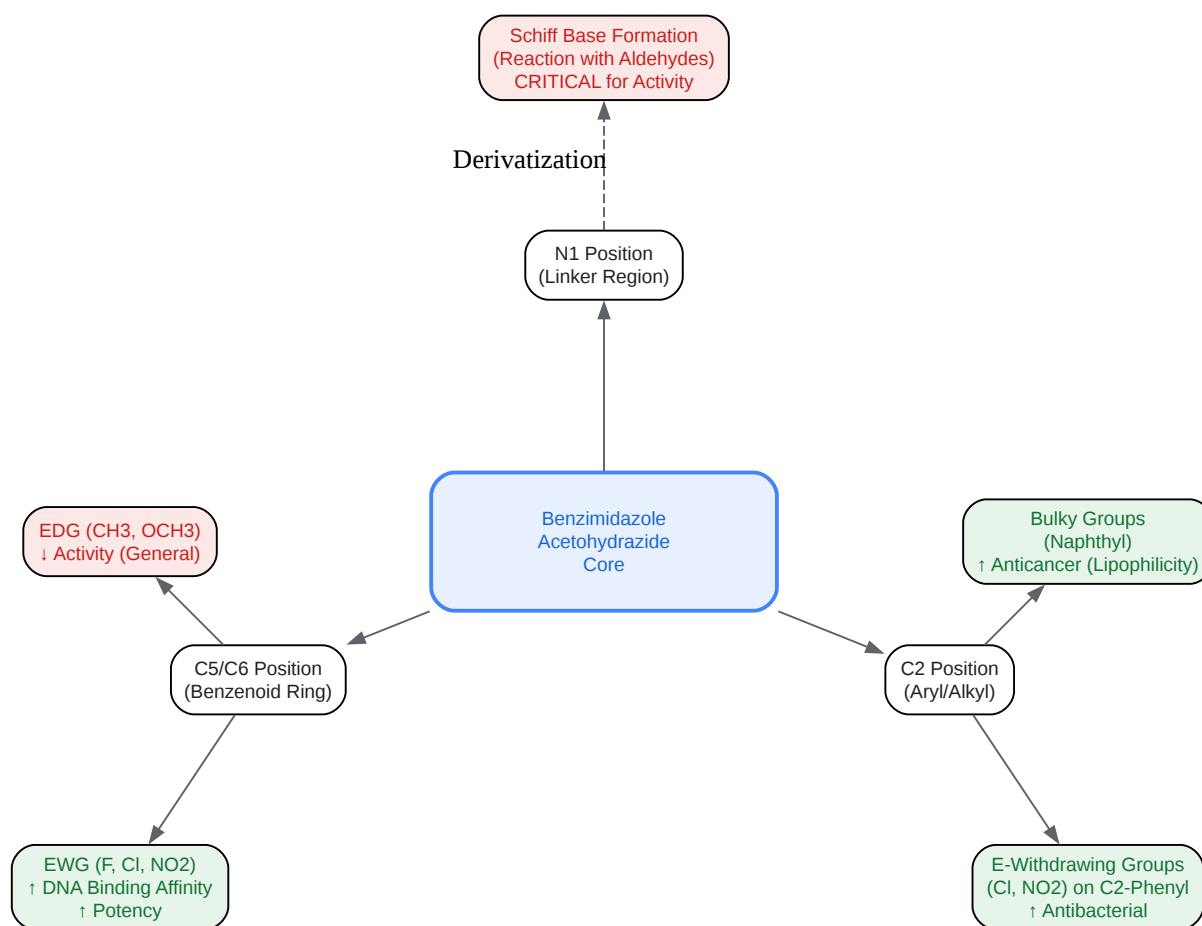 Schiff Base Formation
(Reaction with Aldehydes)
CRITICAL for Activity
Derivatization
N1 Position
(Linker Region)
Benzimidazole
Acetohydrazide
Core
EDG (CH3, OCH3)
↓ Activity (General)
Bulky Groups
(Naphthyl)
↑ Anticancer (Lipophilicity)
C5/C6 Position
(Benzenoid Ring)
C2 Position
(Aryl/Alkyl)
EWG (F, Cl, NO2)
↑ DNA Binding Affinity
↑ Potency
E-Withdrawing Groups
(Cl, NO2) on C2-Phenyl
↑ Antibacterial